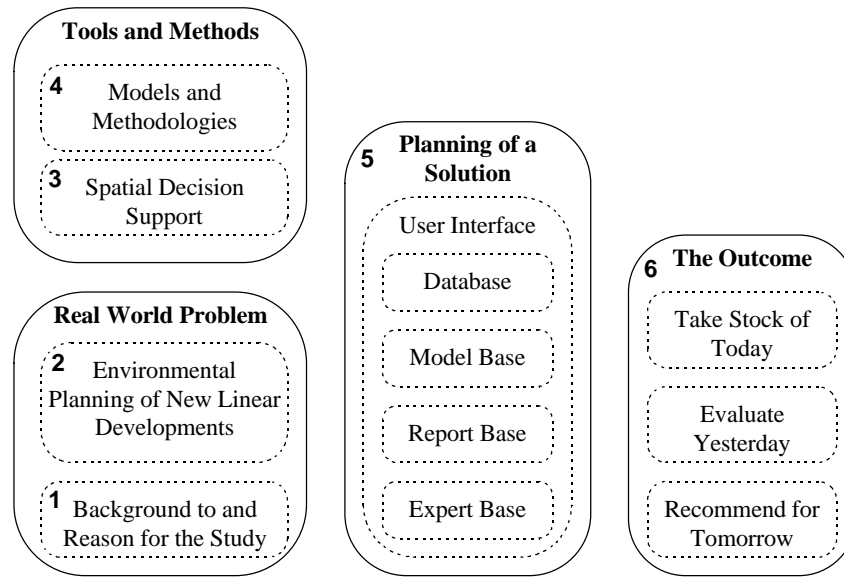 Tools and Methods
4
Models and
Methodologies
3
Spatial Decision
Support
Real World Problem
2
Environmental
Planning of New Linear
Developments
1
Background to and
Reason for the Study
5
Planning of a
Solution
User Interface
Database
Model Base
Report Base
Expert Base
6
The Outcome
Take Stock of
Today
Evaluate
Yesterday
Recommend for
Tomorrow